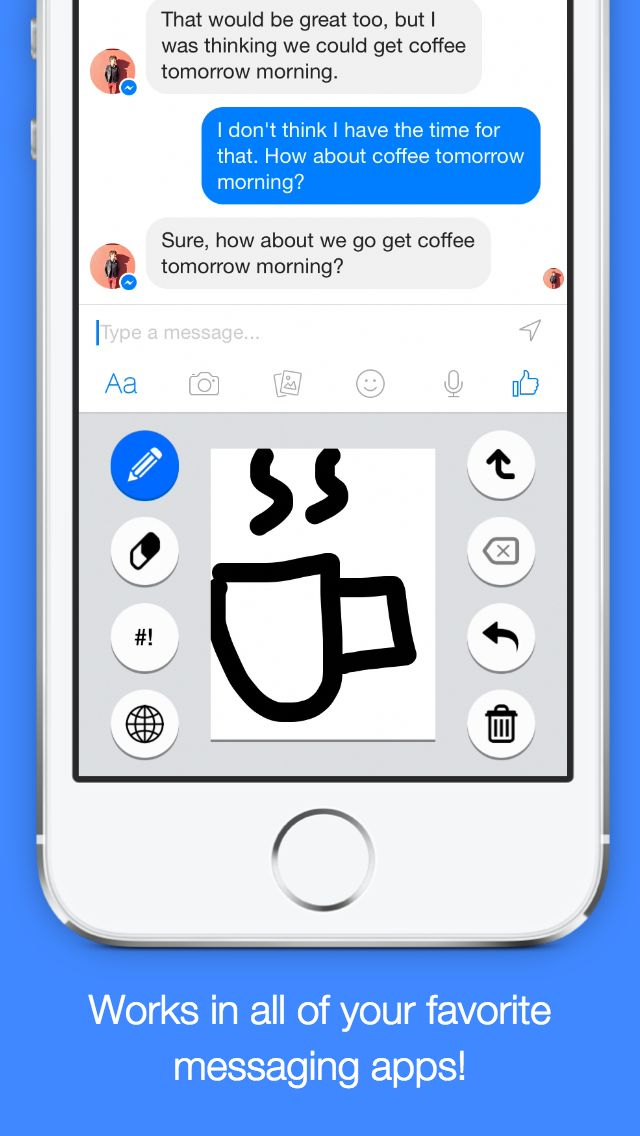 That would be great too, but I
was thinking we could get coffee
tomorrow morning.
I don't think I have the time for
that. How about coffee tomorrow
morning?
Sure, how about we go get coffee
tomorrow morning?
Type a message...
Aa
#!
Works in all of your favorite
messaging apps!